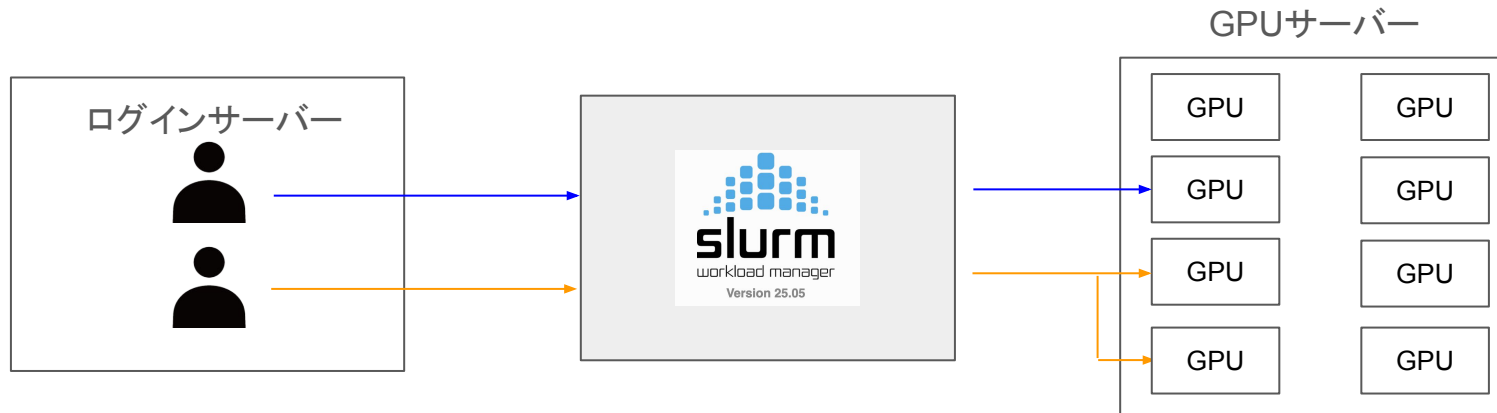 GPUサーバー
ログインサーバー
slurm
workload manager
Version 25.05
GPU GPU
GPU GPU
GPU GPU
GPU GPU